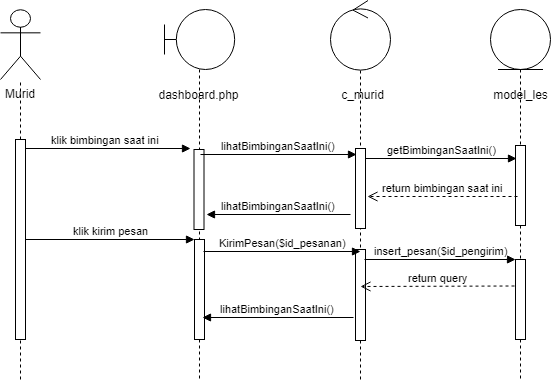 Murid
dashboard.php
c_murid
model_les
klik bimbingan saat ini
lihatBimbinganSaatIni()
getBimbinganSaatIni()
return bimbingan saat ini
lihatBimbinganSaatIni()
klik kirim pesan
KirimPesan($id_pesanan)
insert_pesan($id_pengirim)
return query
lihatBimbinganSaatIni()